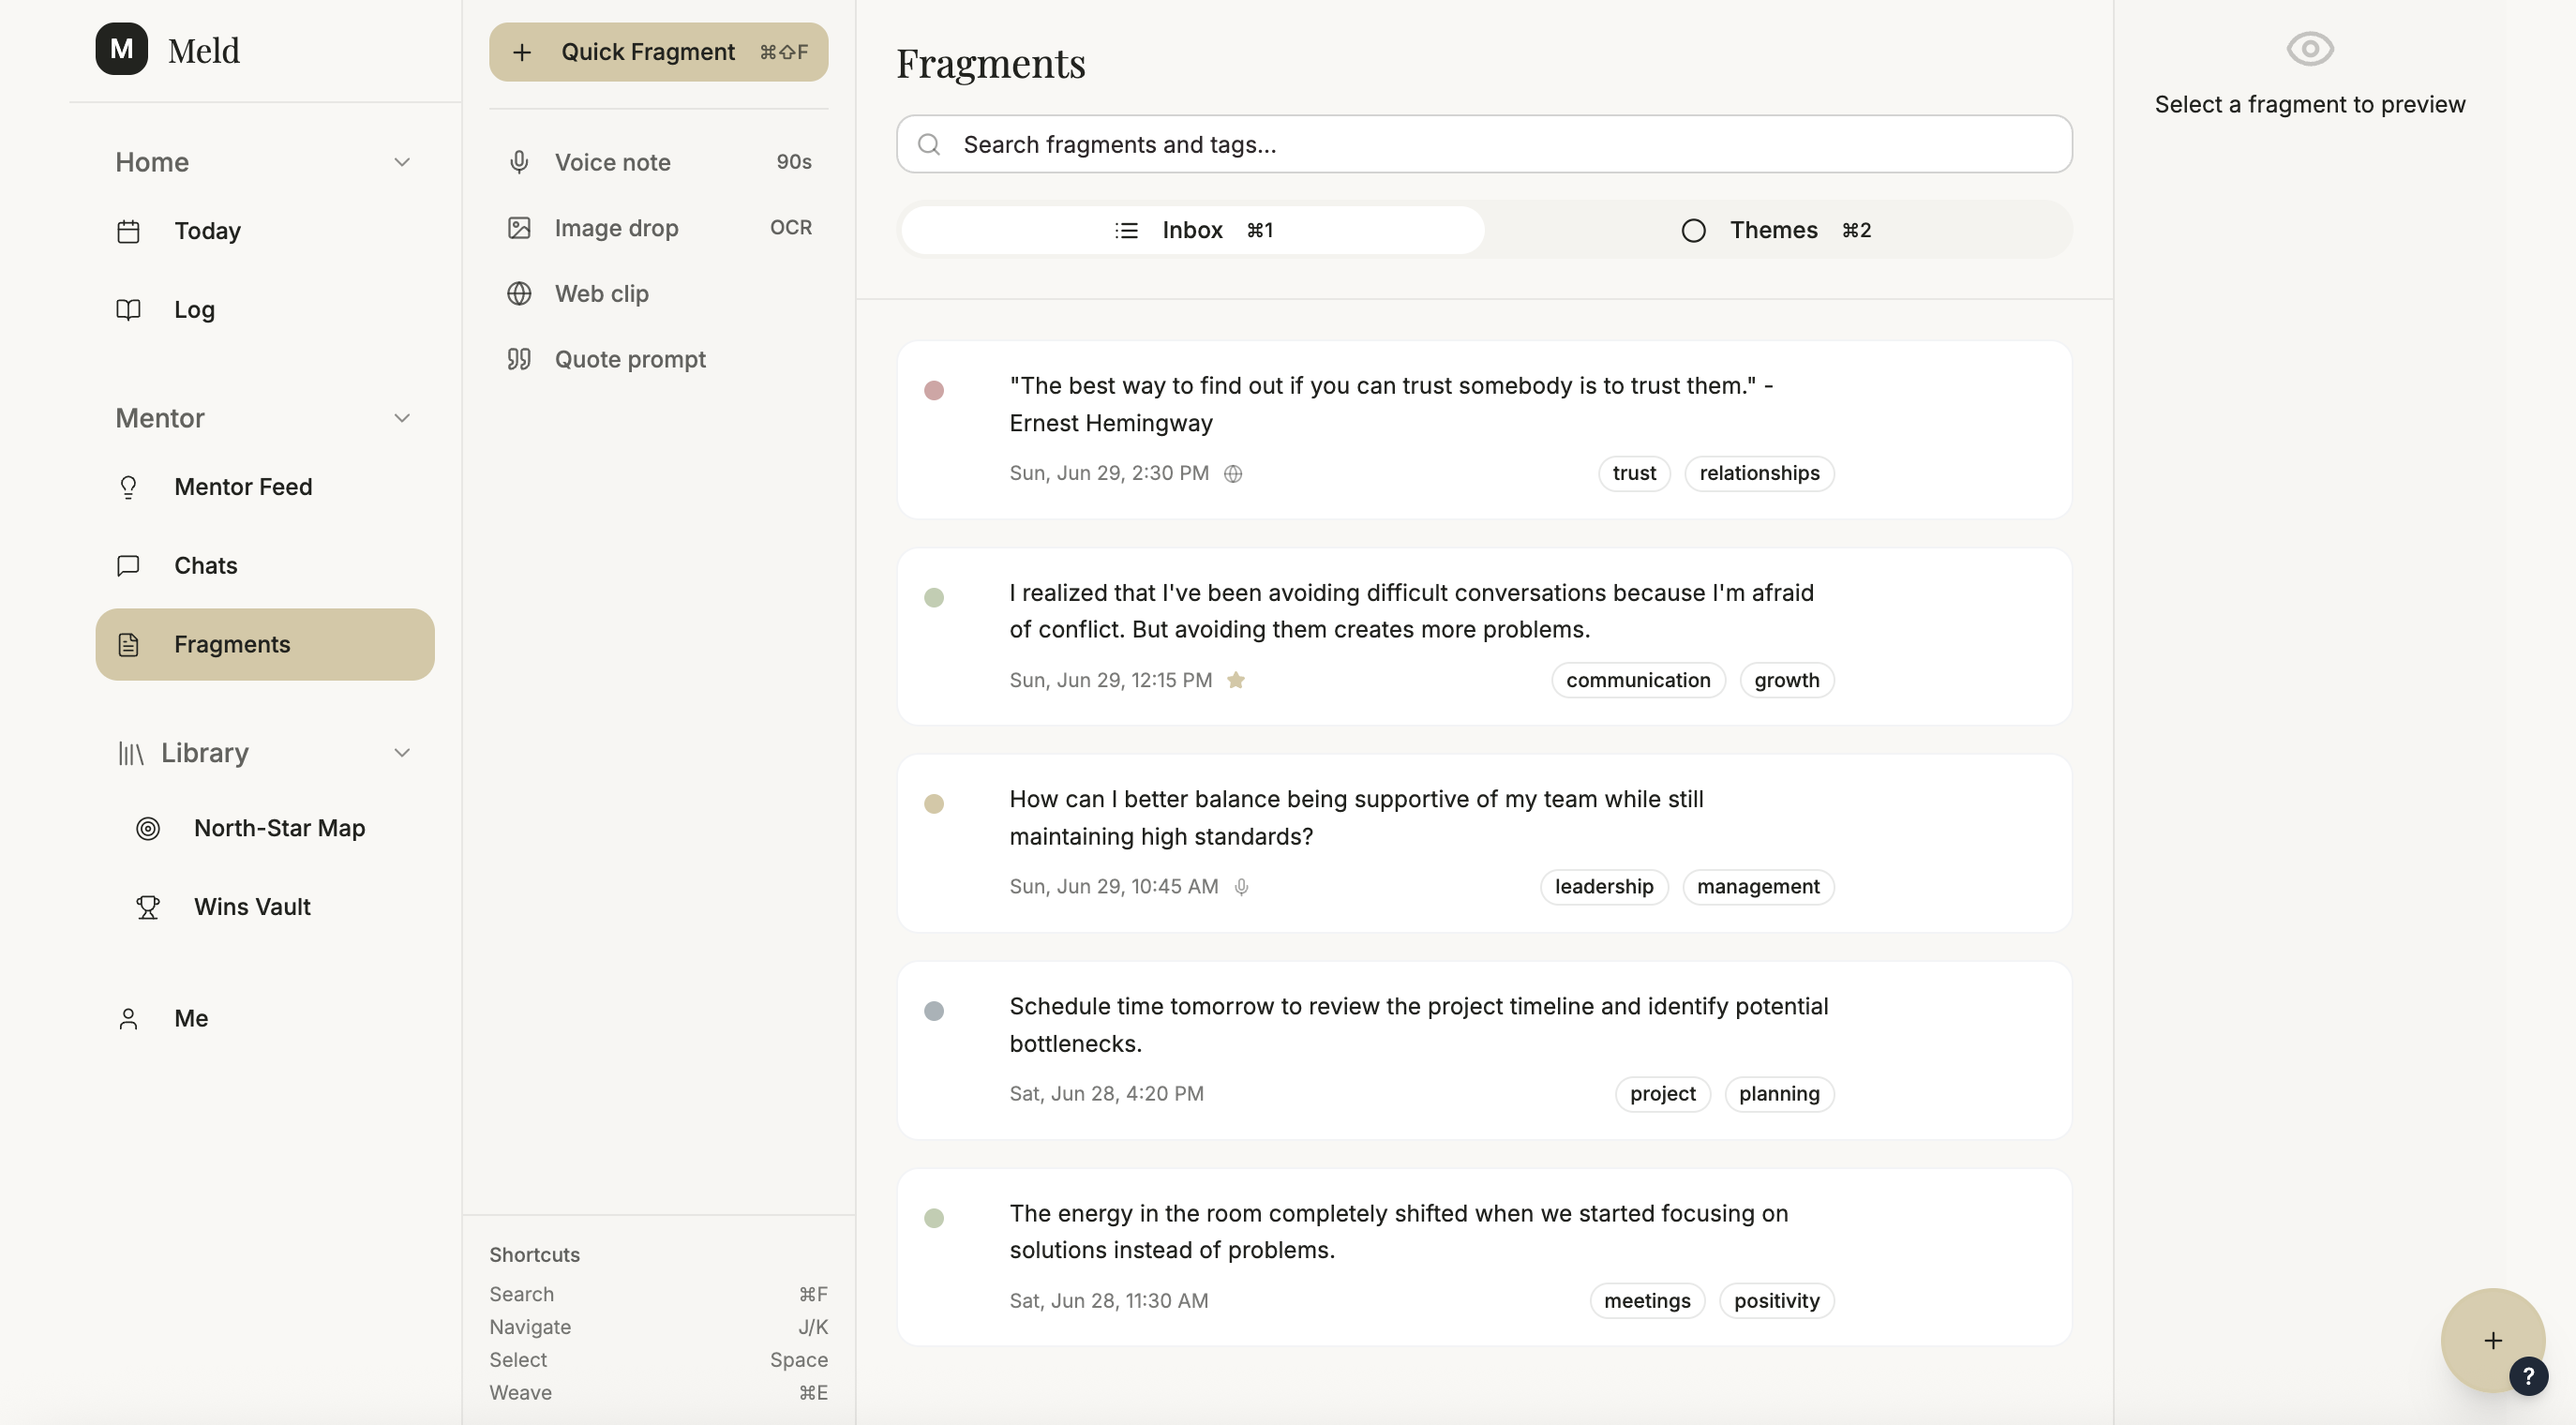 M
Meld
Home
Today
Log
Mentor
Mentor Feed
Chats
Fragments
Library
North-Star Map
Wins Vault
Me
+ Quick Fragment ⌘⇧F
Voice note 90s
Image drop OCR
Web clip
Quote prompt
Shortcuts
Search ⌘F
Navigate J/K
Select Space
Weave ⌘E
Fragments
Search fragments and tags...
Inbox ⌘1
Themes ⌘2
"The best way to find out if you can trust somebody is to trust them." -
Ernest Hemingway
Sun, Jun 29, 2:30 PM
trust relationships
I realized that I've been avoiding difficult conversations because I'm afraid
of conflict. But avoiding them creates more problems.
Sun, Jun 29, 12:15 PM
communication growth
How can I better balance being supportive of my team while still
maintaining high standards?
Sun, Jun 29, 10:45 AM
leadership management
Schedule time tomorrow to review the project timeline and identify potential
bottlenecks.
Sat, Jun 28, 4:20 PM
project planning
The energy in the room completely shifted when we started focusing on
solutions instead of problems.
Sat, Jun 28, 11:30 AM
meetings positivity
Select a fragment to preview
+
?